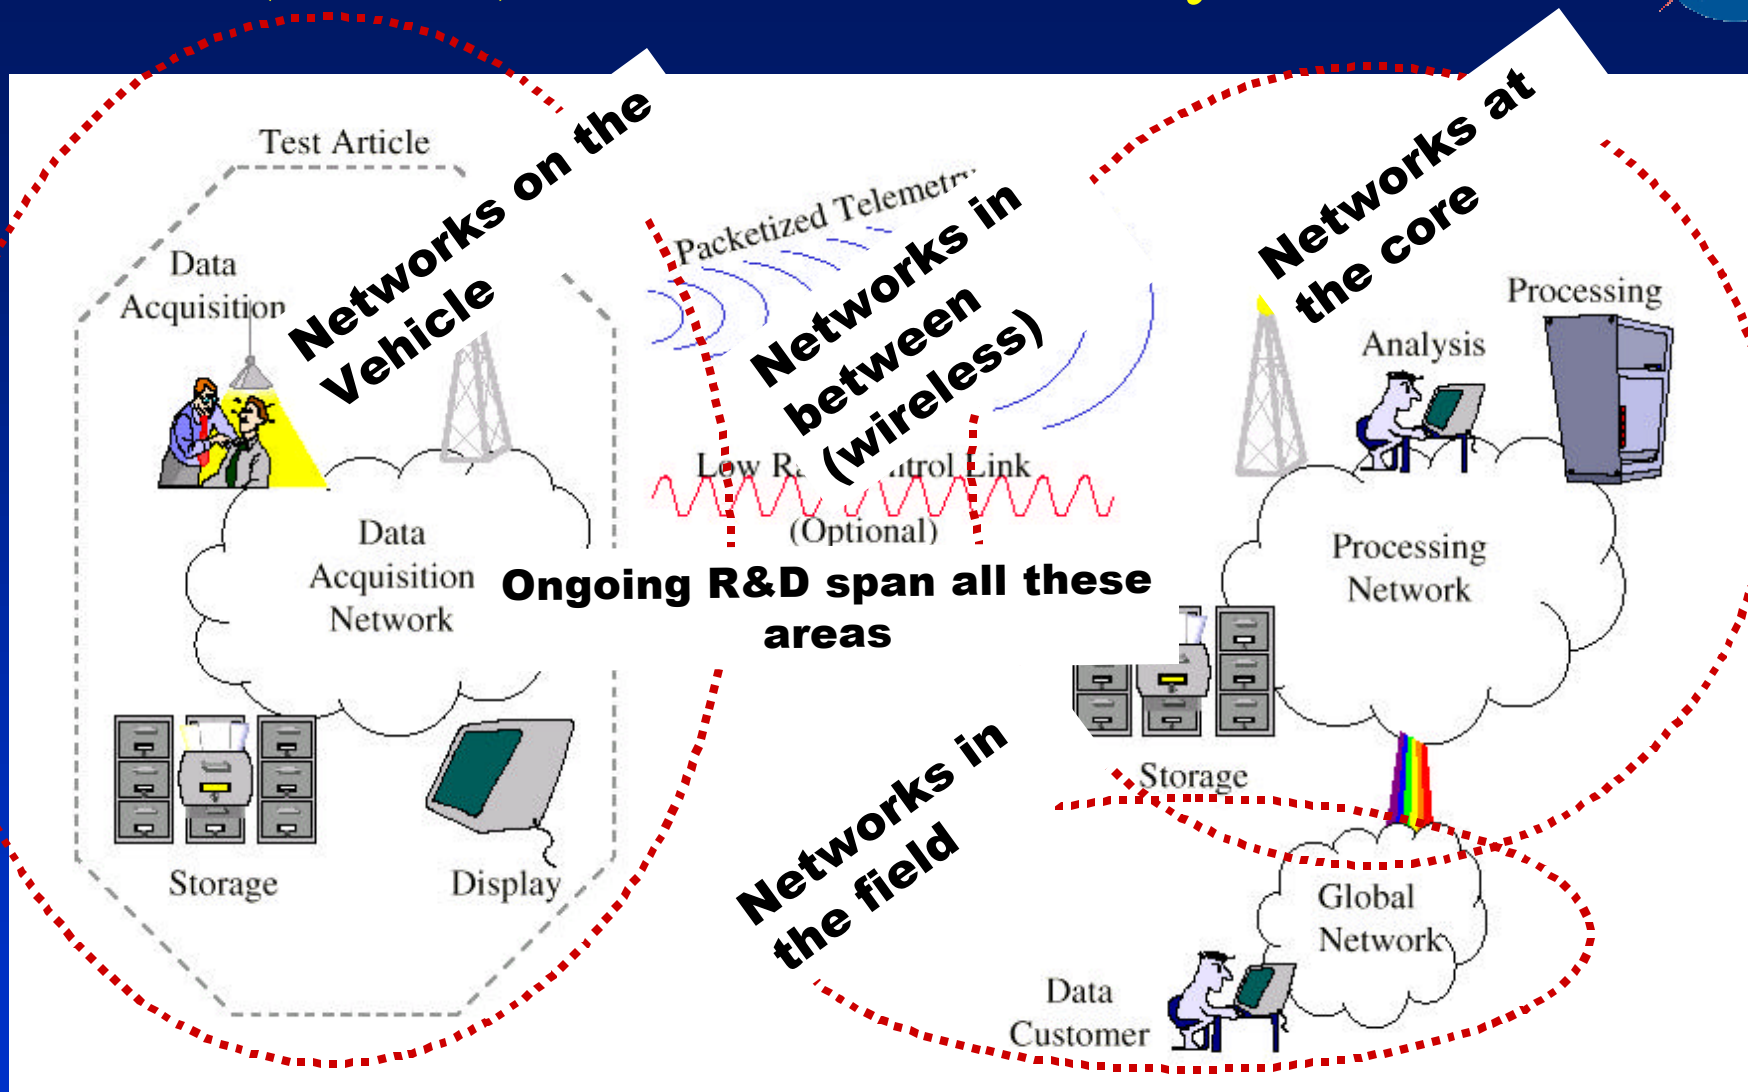 Test Article
Networks on the
Vehicle
Data
Acquisition
Packetized Telemetry
Networks in
between
(wireless)
Networks at
the core
Processing
Analysis
Low
Link
(Optional)
Data
Acquisition
Network
Processing
Network
Ongoing R&D span all these
areas
Storage
Display
Storage
Networks in
the field
Global
Network
Data
Customer